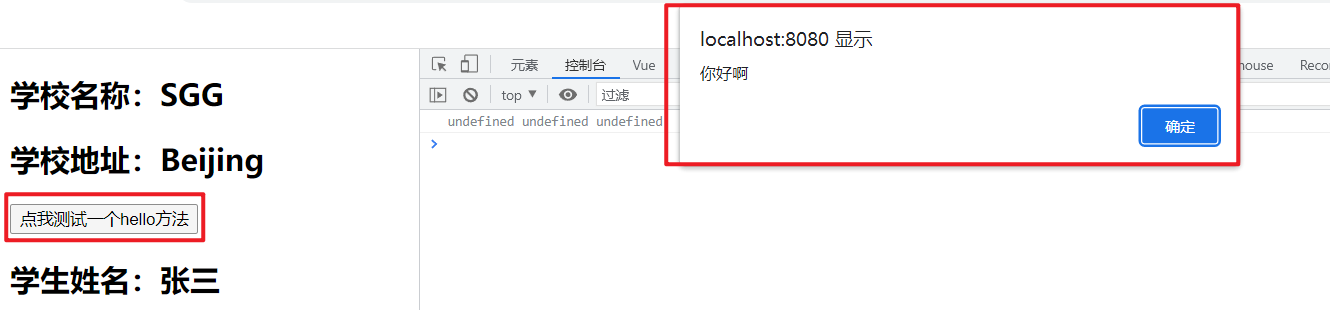 localhost:8080 显示
你好啊
确定
元素 控制台 Vue
house Reco
top 过滤
undefined undefined undefined
学校名称：SGG
学校地址：Beijing
点我测试一个hello方法
学生姓名：张三